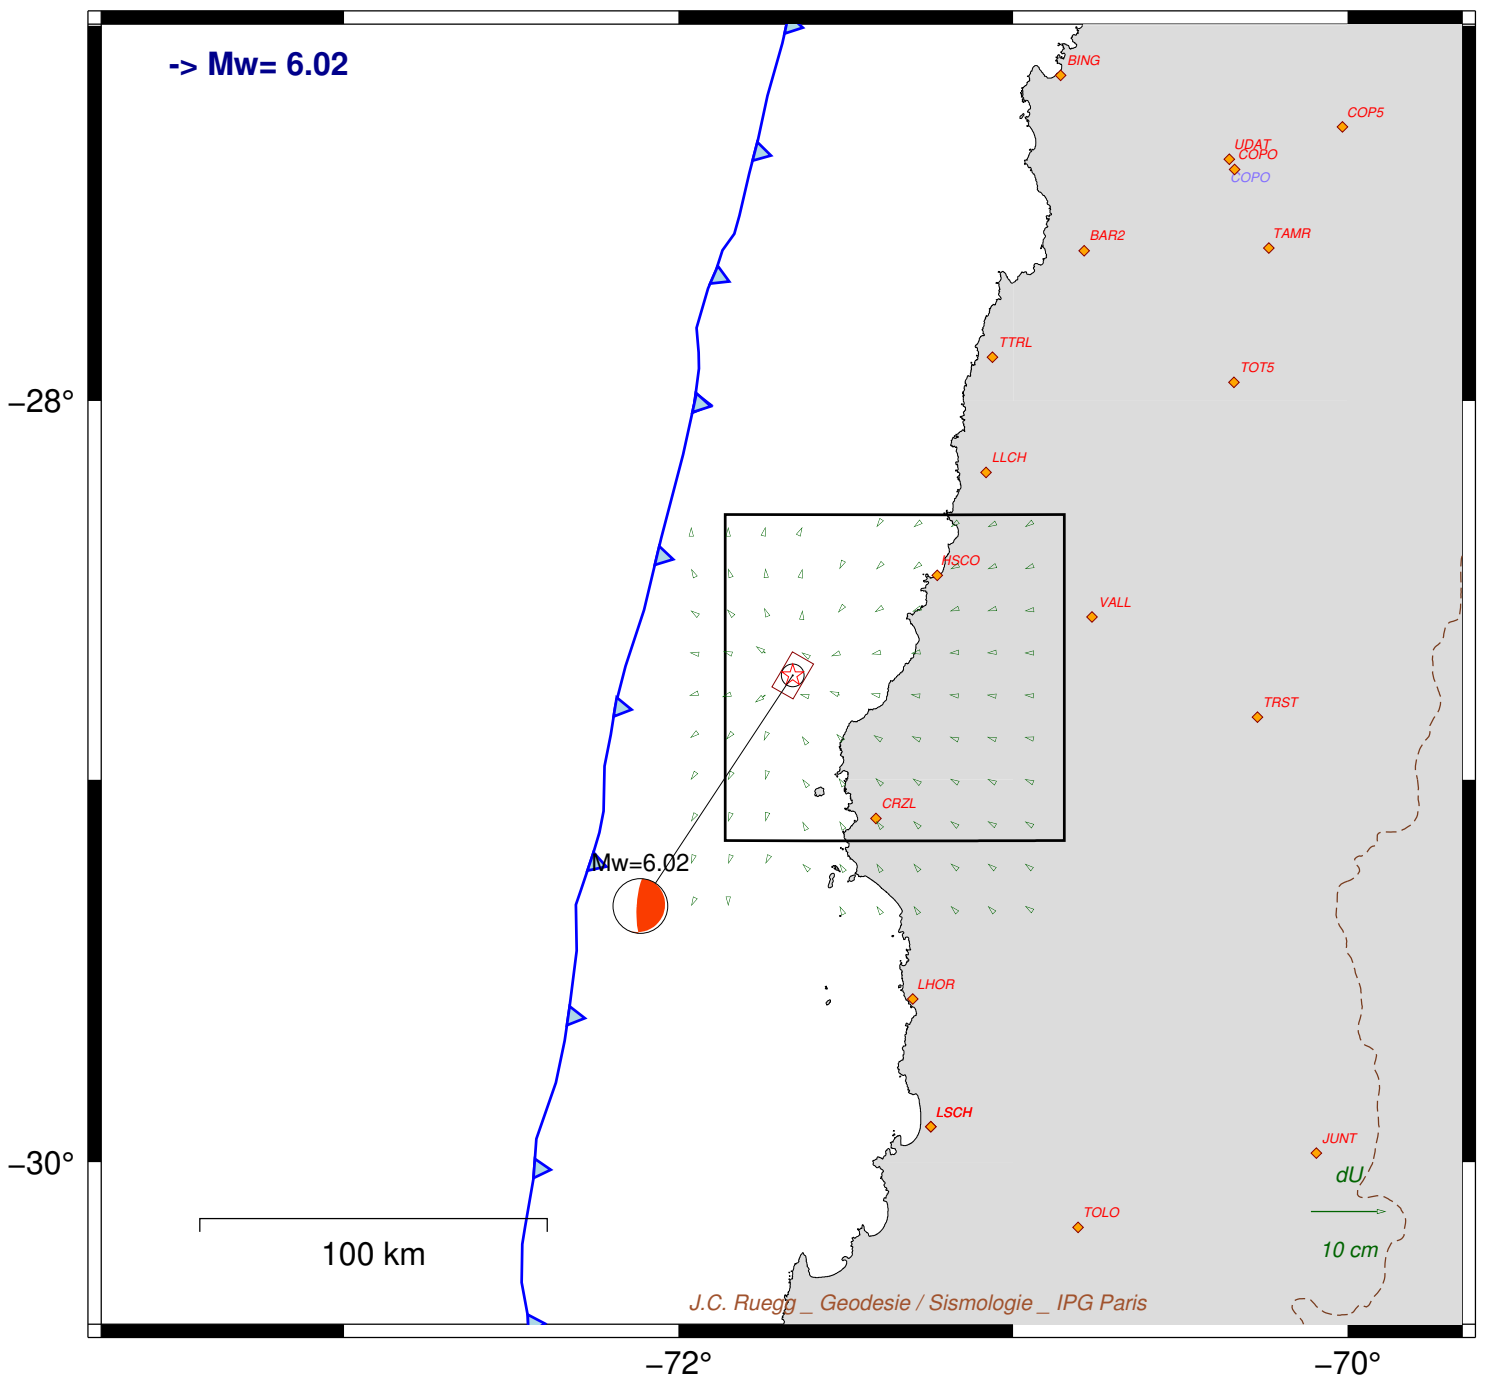 -> Mw= 6.02
BING
COP5
UDAT
COPO
COPO
BAR2
TAMR
TTRL
TOT5
−28°
LLCH
HSCO
VALL
TRST
CRZL
Mw=6.02
LHOR
LSCH
JUNT
−30°
dU
TOLO
100 km
10 cm
J.C. Ruegg _ Geodesie / Sismologie _ IPG Paris
−72°
−70°